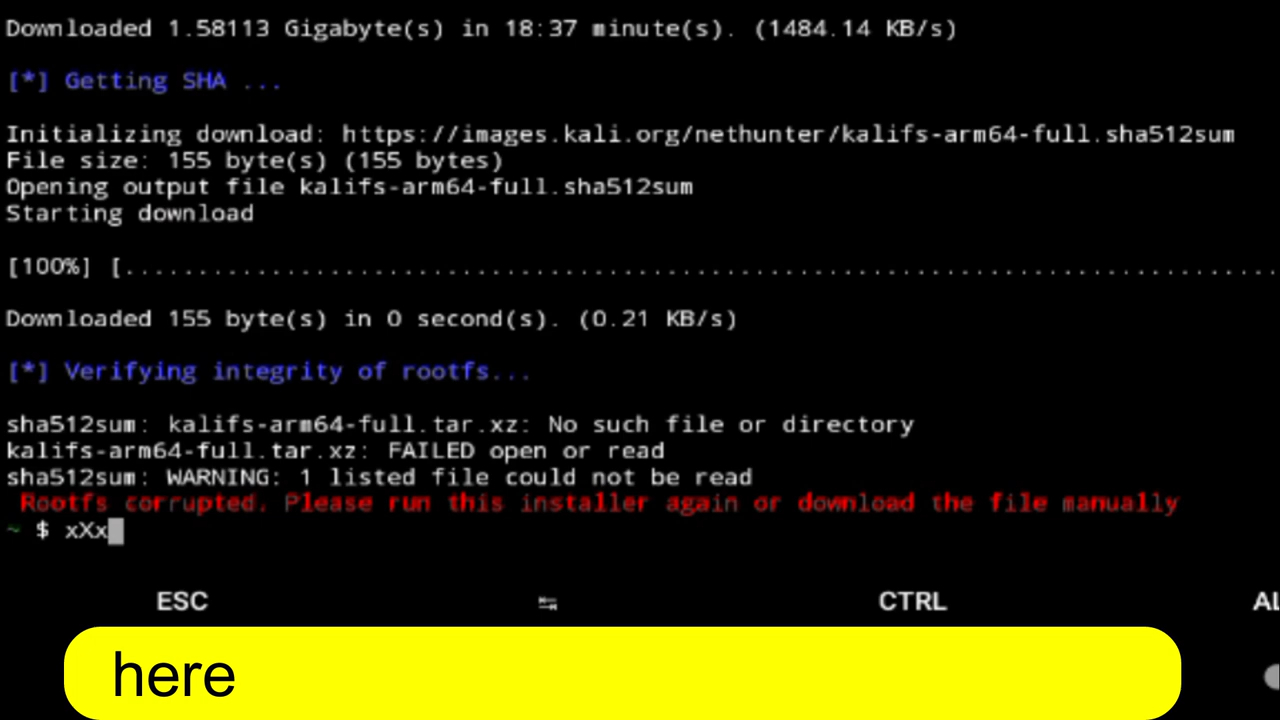 Downloaded 1.58113 Gigabyte(s) in 18:37 minute(s). (1484.14 KB/s)
[*] Getting SHA ...
Initializing download: https://images.kali.org/nethunter/kalifs-arm64-full.sha512sum
File size: 155 byte(s) (155 bytes)
Opening output file kalifs-arm64-full.sha512sum
Starting download
[100%] [...............................................................................
Downloaded 155 byte(s) in 0 second(s). (0.21 KB/s)
[*] Verifying integrity of rootfs...
sha512sum: kalifs-arm64-full.tar.xz: No such file or directory
kalifs-arm64-full.tar.xz: FAILED open or read
sha512sum: WARNING: 1 listed file could not be read
Rootfs corrupted. Please run this installer again or download the file manually
~ $ xXx
ESC ↹ CTRL AL
here